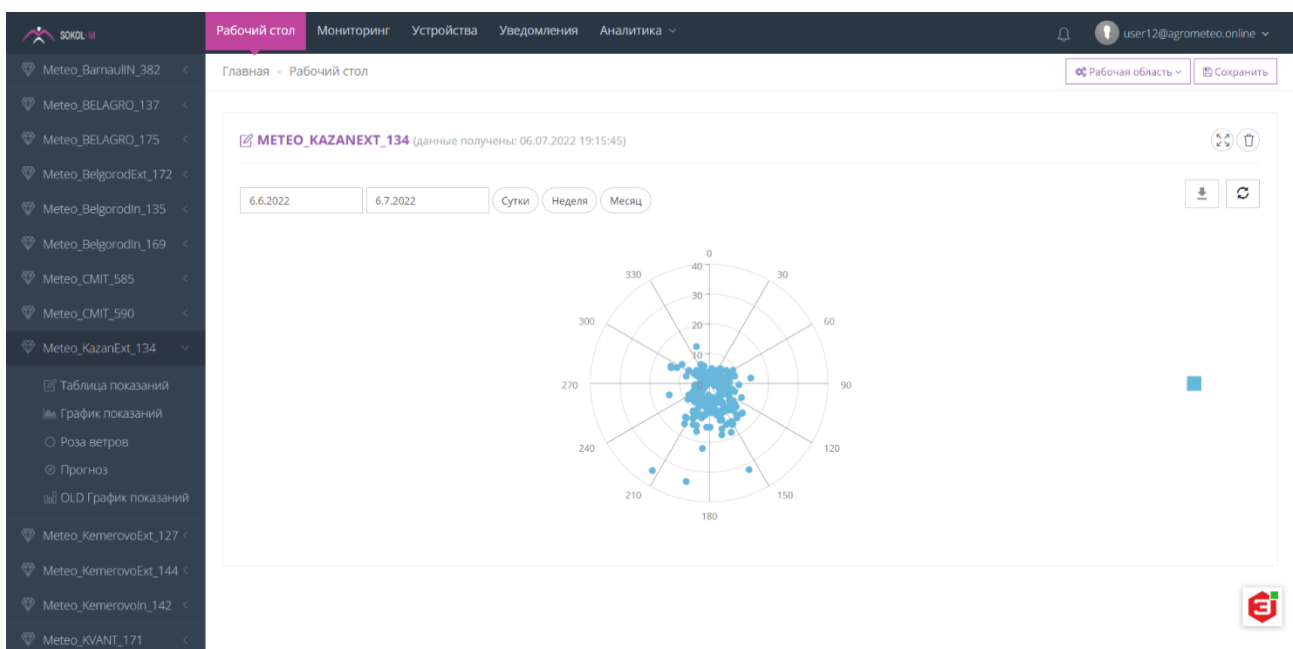 SOKOL-M
Рабочий стол Мониторинг Устройства Уведомления Аналитика
user12@agrometeo.online
Meteo_BarnaulIN_382
Meteo_BELAGRO_137
Meteo_BELAGRO_175
Meteo_BelgorodExt_172
Meteo_BelgorodIn_135
Meteo_BelgorodIn_169
Meteo_CMIT_585
Meteo_CMIT_590
Meteo_KazanExt_134
Таблица показаний
График показаний
Роза ветров
Прогноз
OLD График показаний
Meteo_KemerovoExt_127
Meteo_KemerovoExt_144
Meteo_KemerovoIn_142
Meteo_KVANT_171
Главная Рабочий стол
Рабочая область Сохранить
METEO_KAZANEXT_134 (данные получены: 06.07.2022 19:15:45)
6.6.2022 6.7.2022 Сутки Неделя Месяц
0
330 40 30
30
300 20 60
10
270 0 90
240 120
210 150
180